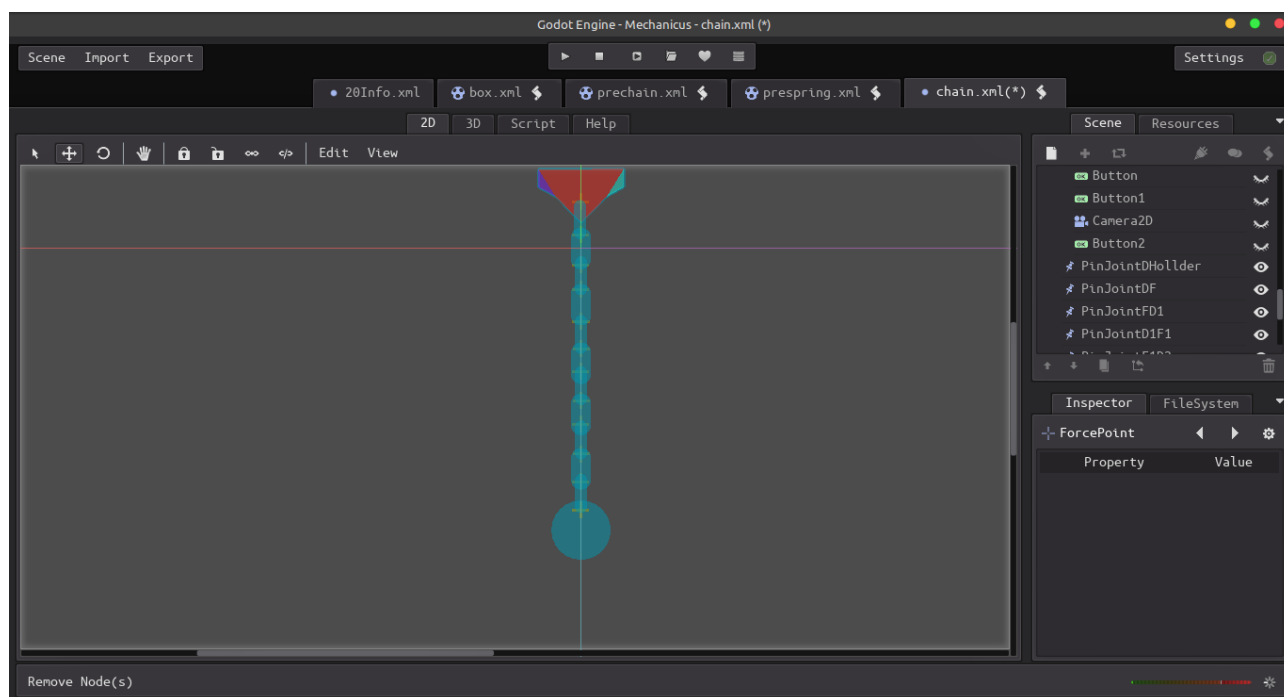 Godot Engine - Mechanicus - chain.xml (*)
Scene Import Export
Settings
20Info.xml box.xml prechain.xml prespring.xml chain.xml(*)
2D 3D Script Help
Scene Resources
Edit View
Button
Button1
Camera2D
Button2
PinJointDHollder
PinJointDF
PinJointFD1
PinJointD1F1
Inspector FileSystem
ForcePoint
Property Value
Remove Node(s)